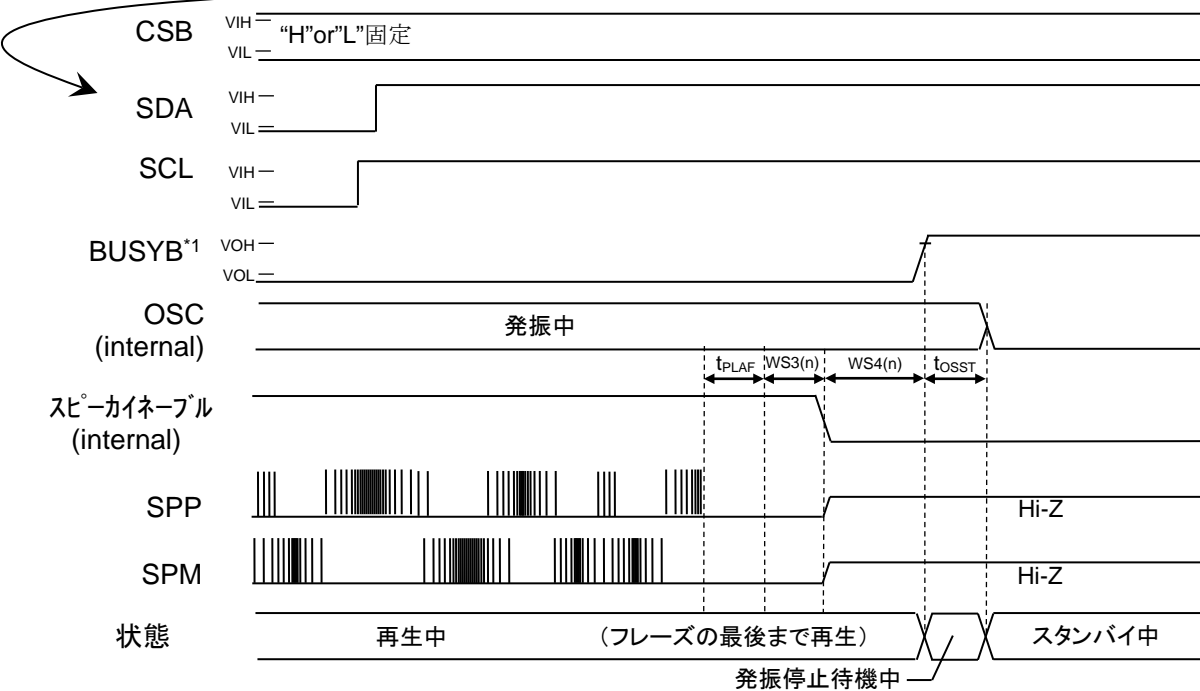 CSB VIH “H”or”L”固定
VIL
SDA VIH
VIL
SCL VIH
VIL
BUSYB*1 VOH
VOL
OSC
(internal) 発振中
tPLAF WS3(n) WS4(n) tOSST
スピーカイネーブル
(internal)
SPP Hi-Z
SPM Hi-Z
状態 再生中 (フレーズの最後まで再生) スタンバイ中
発振停止待機中